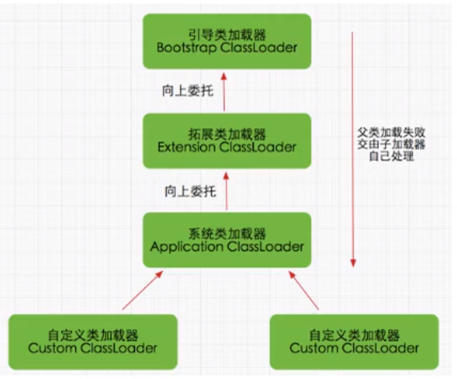 引导类加载器
Bootstrap ClassLoader
向上委托
拓展类加载器
Extension ClassLoader
父类加载失败
交由子加载器
自己处理
向上委托
系统类加载器
Application ClassLoader
自定义类加载器
Custom ClassLoader
自定义类加载器
Custom ClassLoader